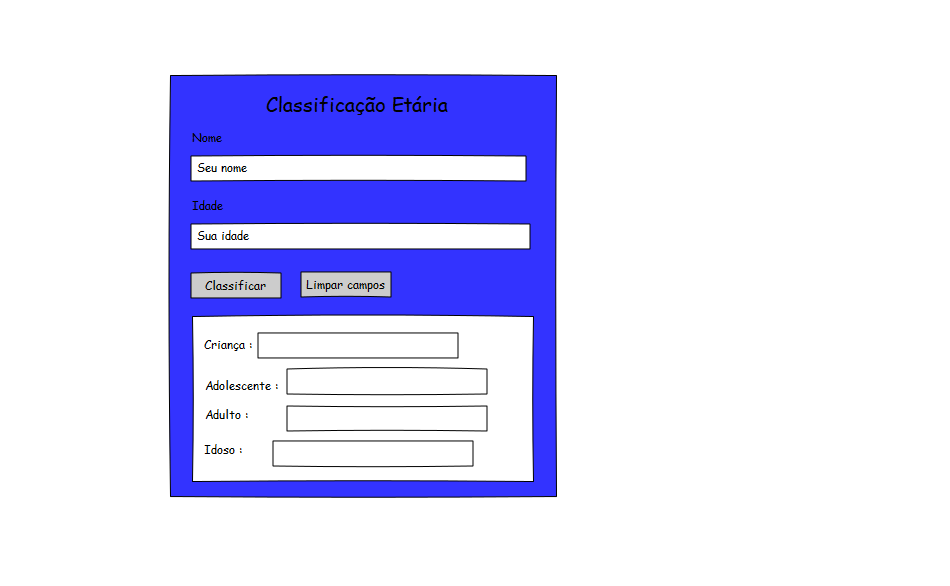 Classificação Etária
Nome
Seu nome
Idade
Sua idade
Classificar
Limpar campos
Criança :
Adolescente :
Adulto :
Idoso :